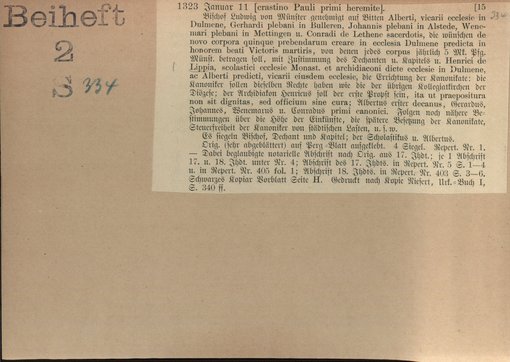 Beiheft
2
S 334
1323 Januar 11 [crastino Pauli primi heremite]. [15
334
Bischof Ludwig von Münster genehmigt auf Bitten Alberti, vicarii ecclesie in
Dulmene, Gerhardi plebani in Bulleren, Johannis plebani in Alstede, Wene-
mari plebani in Mettingen u. Conradi de Lethene sacerdotis, die wünschen de
novo corpora quinque prebendarum creare in ecclesia Dulmene predicta in
honorem beati Victoris martiris, von denen jedes corpus jährlich 5 Mt. Pfg.
Münst. betragen soll, mit Zustimmung des Dechanten u. Kapitels u. Henrici de
Lippia, scolastici ecclesie Monast. et archidiaconi dicte ecclesie in Dulmene,
ac Alberti predicti, vicarii eiusdem ecclesie, die Errichtung der Kanonikate: die
Kanoniker sollen dieselben Rechte haben wie die der übrigen Kollegiatkirchen der
Diözese; der Archidiakon Henricus soll der erste Propst sein, ita ut praepositura
non sit dignitas, sed officium sine cura; Albertus erster decanus, Gerardus,
Johannes, Wenemarus u. Conradus primi canonici. Folgen noch nähere Be-
stimmungen über die Höhe der Einkünfte, die spätere Besetzung der Kanonikate,
Steuerfreiheit der Kanoniker von städtischen Lasten, u. s. w.
Es siegeln Bischof, Dechant und Kapitel; der Scholastikus u. Albertus.
Orig. (sehr abgeblättert) auf Perg. Blatt aufgeklebt. 4 Siegel. Repert. Nr. 1.
— Dabei beglaubigte notarielle Abschrift nach Orig. aus 17. Jhdt.; je 1 Abschrift
17. u. 18. Jhdt. unter Nr. 4; Abschrift des 17. Jhdts. in Repert. Nr. 5 S. 1—4
u. in Repert. Nr. 405 fol. 1; Abschrift 18. Jhdts. in Repert. Nr. 403 S. 3—6.
Schwarzes Kopiar Vorblatt Seite H. Gedruckt nach Kopie Niesert, Urk.-Buch I,
S. 340 ff.